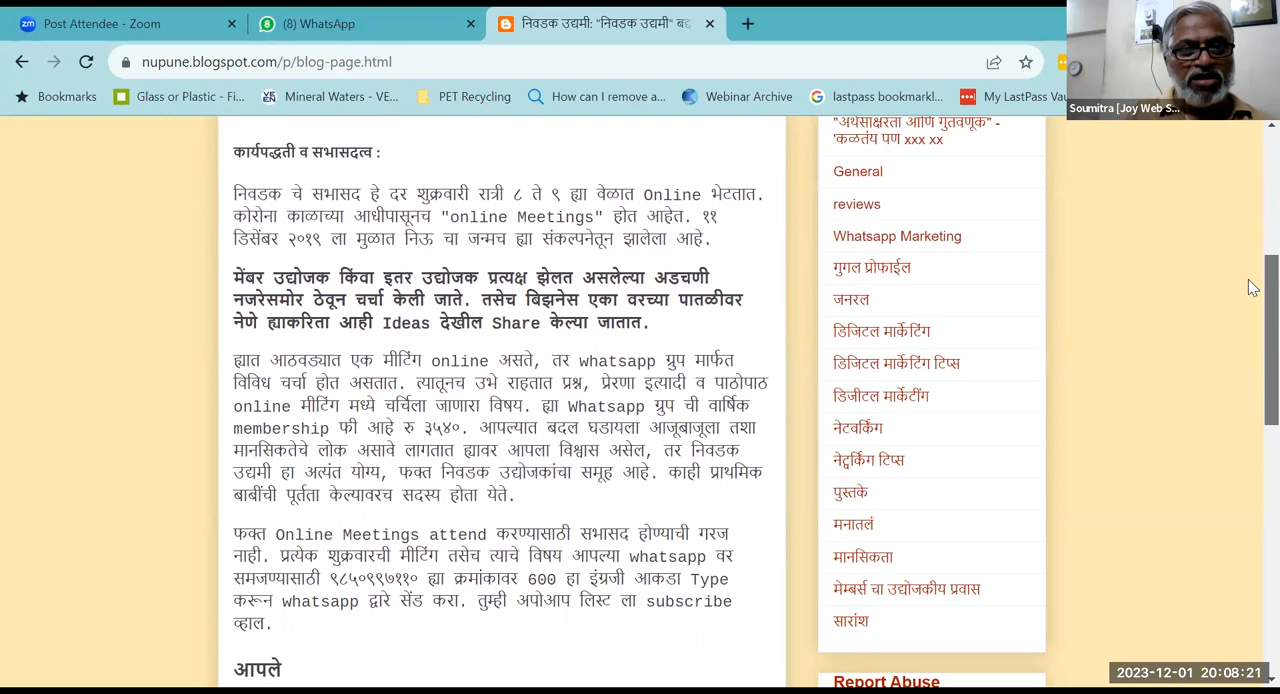 Post Attendee - Zoom
(8) WhatsApp
निवडक उद्यमी: "निवडक उद्यमी" बद्द
nupune.blogspot.com/p/blog-page.html
Bookmarks
Glass or Plastic - Fi...
Mineral Waters - VE...
PET Recycling
How can I remove a...
Webinar Archive
lastpass bookmarkl...
My LastPass Vau
Soumitra [Joy Web S...
कार्यपद्धती व सभासदत्व :
निवडक चे सभासद हे दर शुक्रवारी रात्री ८ ते ९ ह्या वेळात Online भेटतात.
कोरोना काळाच्या आधीपासूनच "online Meetings" होत आहेत. ११
डिसेंबर २०१९ ला मुळात निऊ चा जन्मच ह्या संकल्पनेतून झालेला आहे.
मेंबर उद्योजक किंवा इतर उद्योजक प्रत्यक्ष झेलत असलेल्या अडचणी
नजरेसमोर ठेवून चर्चा केली जाते. तसेच बिझनेस एका वरच्या पातळीवर
नेणे ह्याकरिता आही Ideas देखील Share केल्या जातात.
ह्यात आठवड्यात एक मीटिंग online असते, तर whatsapp ग्रुप मार्फत
विविध चर्चा होत असतात. त्यातूनच उभे राहतात प्रश्न, प्रेरणा इत्यादी व पाठोपाठ
online मीटिंग मध्ये चर्चिला जाणारा विषय. ह्या Whatsapp ग्रुप ची वार्षिक
membership फी आहे रु ३५४०. आपल्यात बदल घडायला आजूबाजूला तशा
मानसिकतेचे लोक असावे लागतात ह्यावर आपला विश्वास असेल, तर निवडक
उद्यमी हा अत्यंत योग्य, फक्त निवडक उद्योजकांचा समूह आहे. काही प्राथमिक
बाबींची पूर्तता केल्यावरच सदस्य होता येते.
फक्त Online Meetings attend करण्यासाठी सभासद होण्याची गरज
नाही. प्रत्येक शुक्रवारची मीटिंग तसेच त्याचे विषय आपल्या whatsapp वर
समजण्यासाठी ९८५०९९७११० ह्या क्रमांकावर 600 हा इंग्रजी आकडा Type
करून whatsapp द्वारे सेंड करा. तुम्ही अपोआप लिस्ट ला subscribe
व्हाल.
आपले
"अर्थसाक्षरता आणि गुंतवणूक" -
'कळतंय पण xxx xx
General
reviews
Whatsapp Marketing
गुगल प्रोफाईल
जनरल
डिजिटल मार्केटिंग
डिजिटल मार्केटिंग टिप्स
डिजीटल मार्केटींग
नेटवर्किंग
नेट्वर्किंग टिप्स
पुस्तके
मनातलं
मानसिकता
मेम्बर्स चा उद्योजकीय प्रवास
सारांश
Report Abuse
2023-12-01 20:08:21